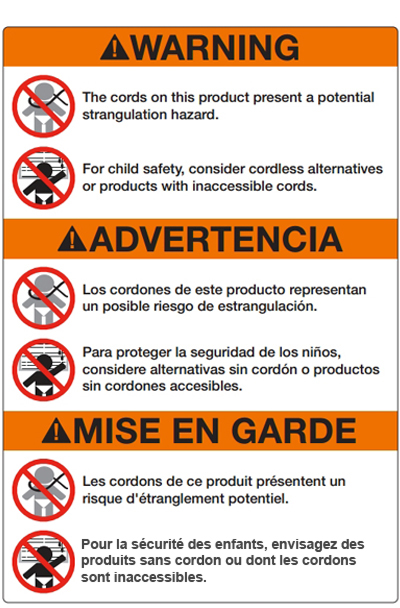 WARNING
The cords on this product present a potential
strangulation hazard.
For child safety, consider cordless alternatives
or products with inaccessible cords.
ADVERTENCIA
Los cordones de este producto representan
un posible riesgo de estrangulación.
Para proteger la seguridad de los niños,
considere alternativas sin cordón o productos
sin cordones accesibles.
MISE EN GARDE
Les cordons de ce produit présentent un
risque d'étranglement potentiel.
Pour la sécurité des enfants, envisagez des
produits sans cordon ou dont les cordons
sont inaccessibles.